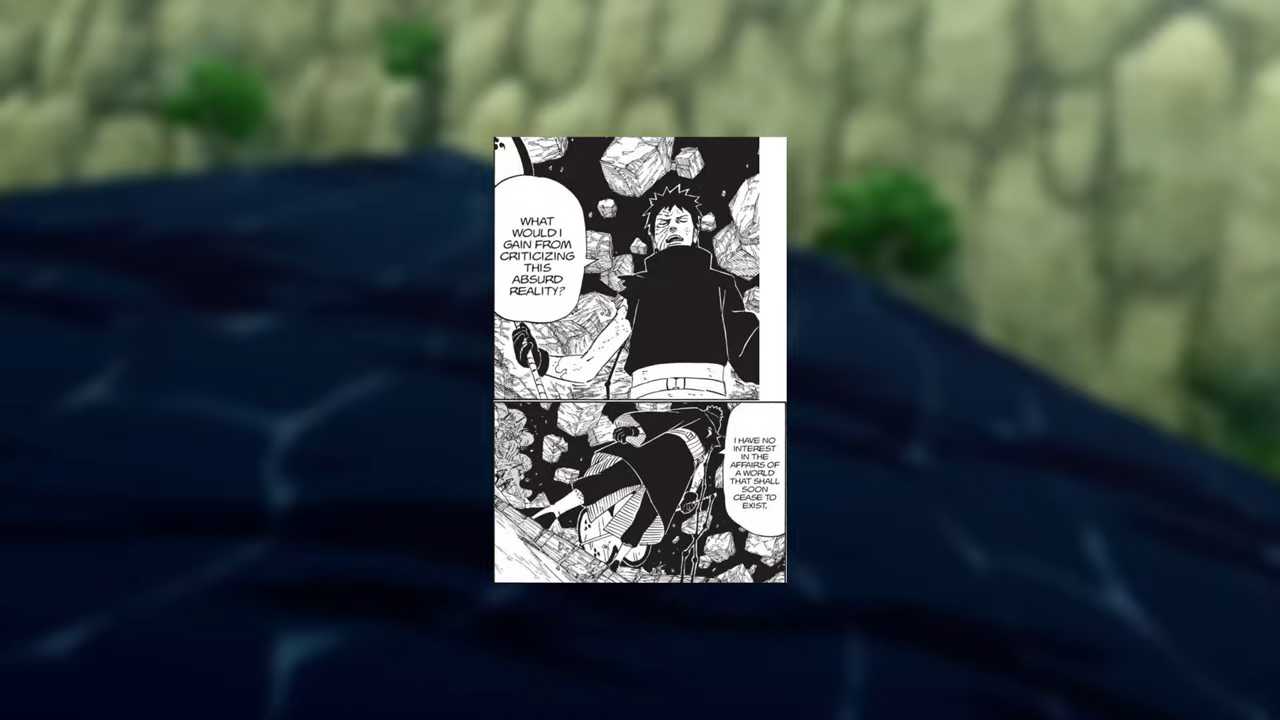 WHAT
WOULD I
GAIN FROM
CRITICIZING
THIS
ABSURD
REALITY?
I HAVE NO
INTEREST
IN THE
AFFAIRS OF
A WORLD
THAT SHALL
SOON
CEASE TO
EXIST.